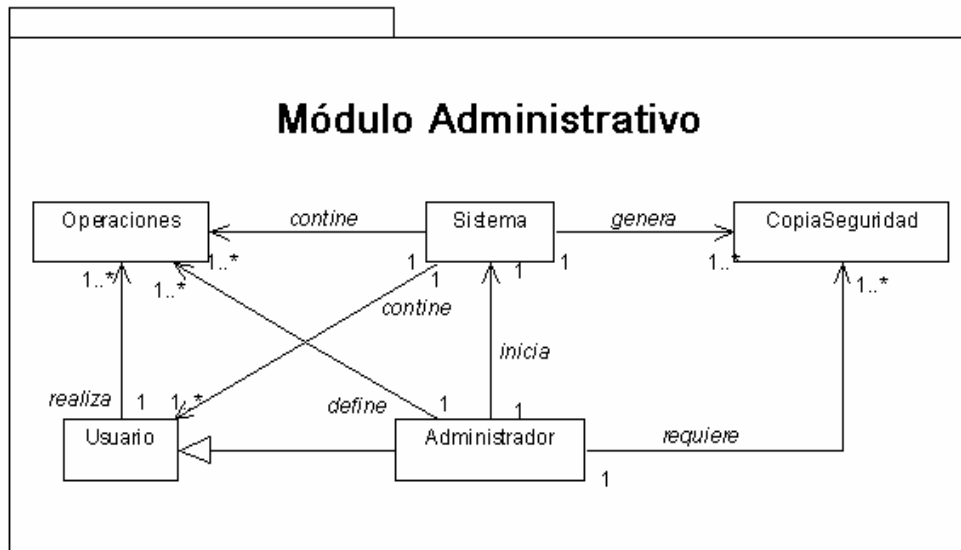 Módulo Administrativo
Operaciones
contine
Sistema
genera
CopiaSeguridad
1..*
1..*
1..*
1
1
1
1
1..*
1..*
contine
inicia
realiza
1
1..*
define
1
1
requiere
Usuario
Administrador
1